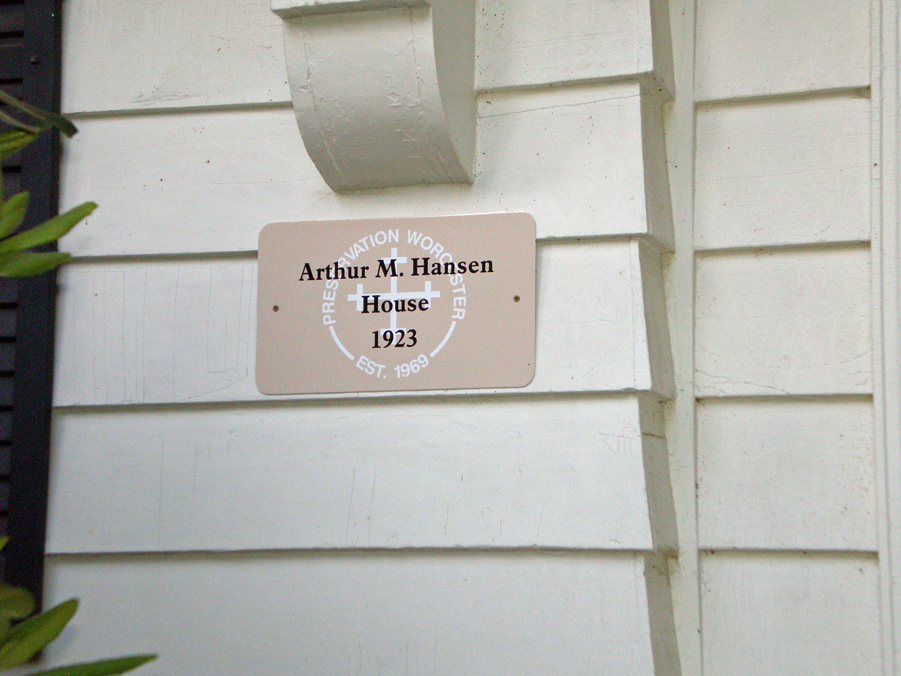 PRESERVATION WORCESTER
Arthur M. Hansen
House
1923
EST. 1969